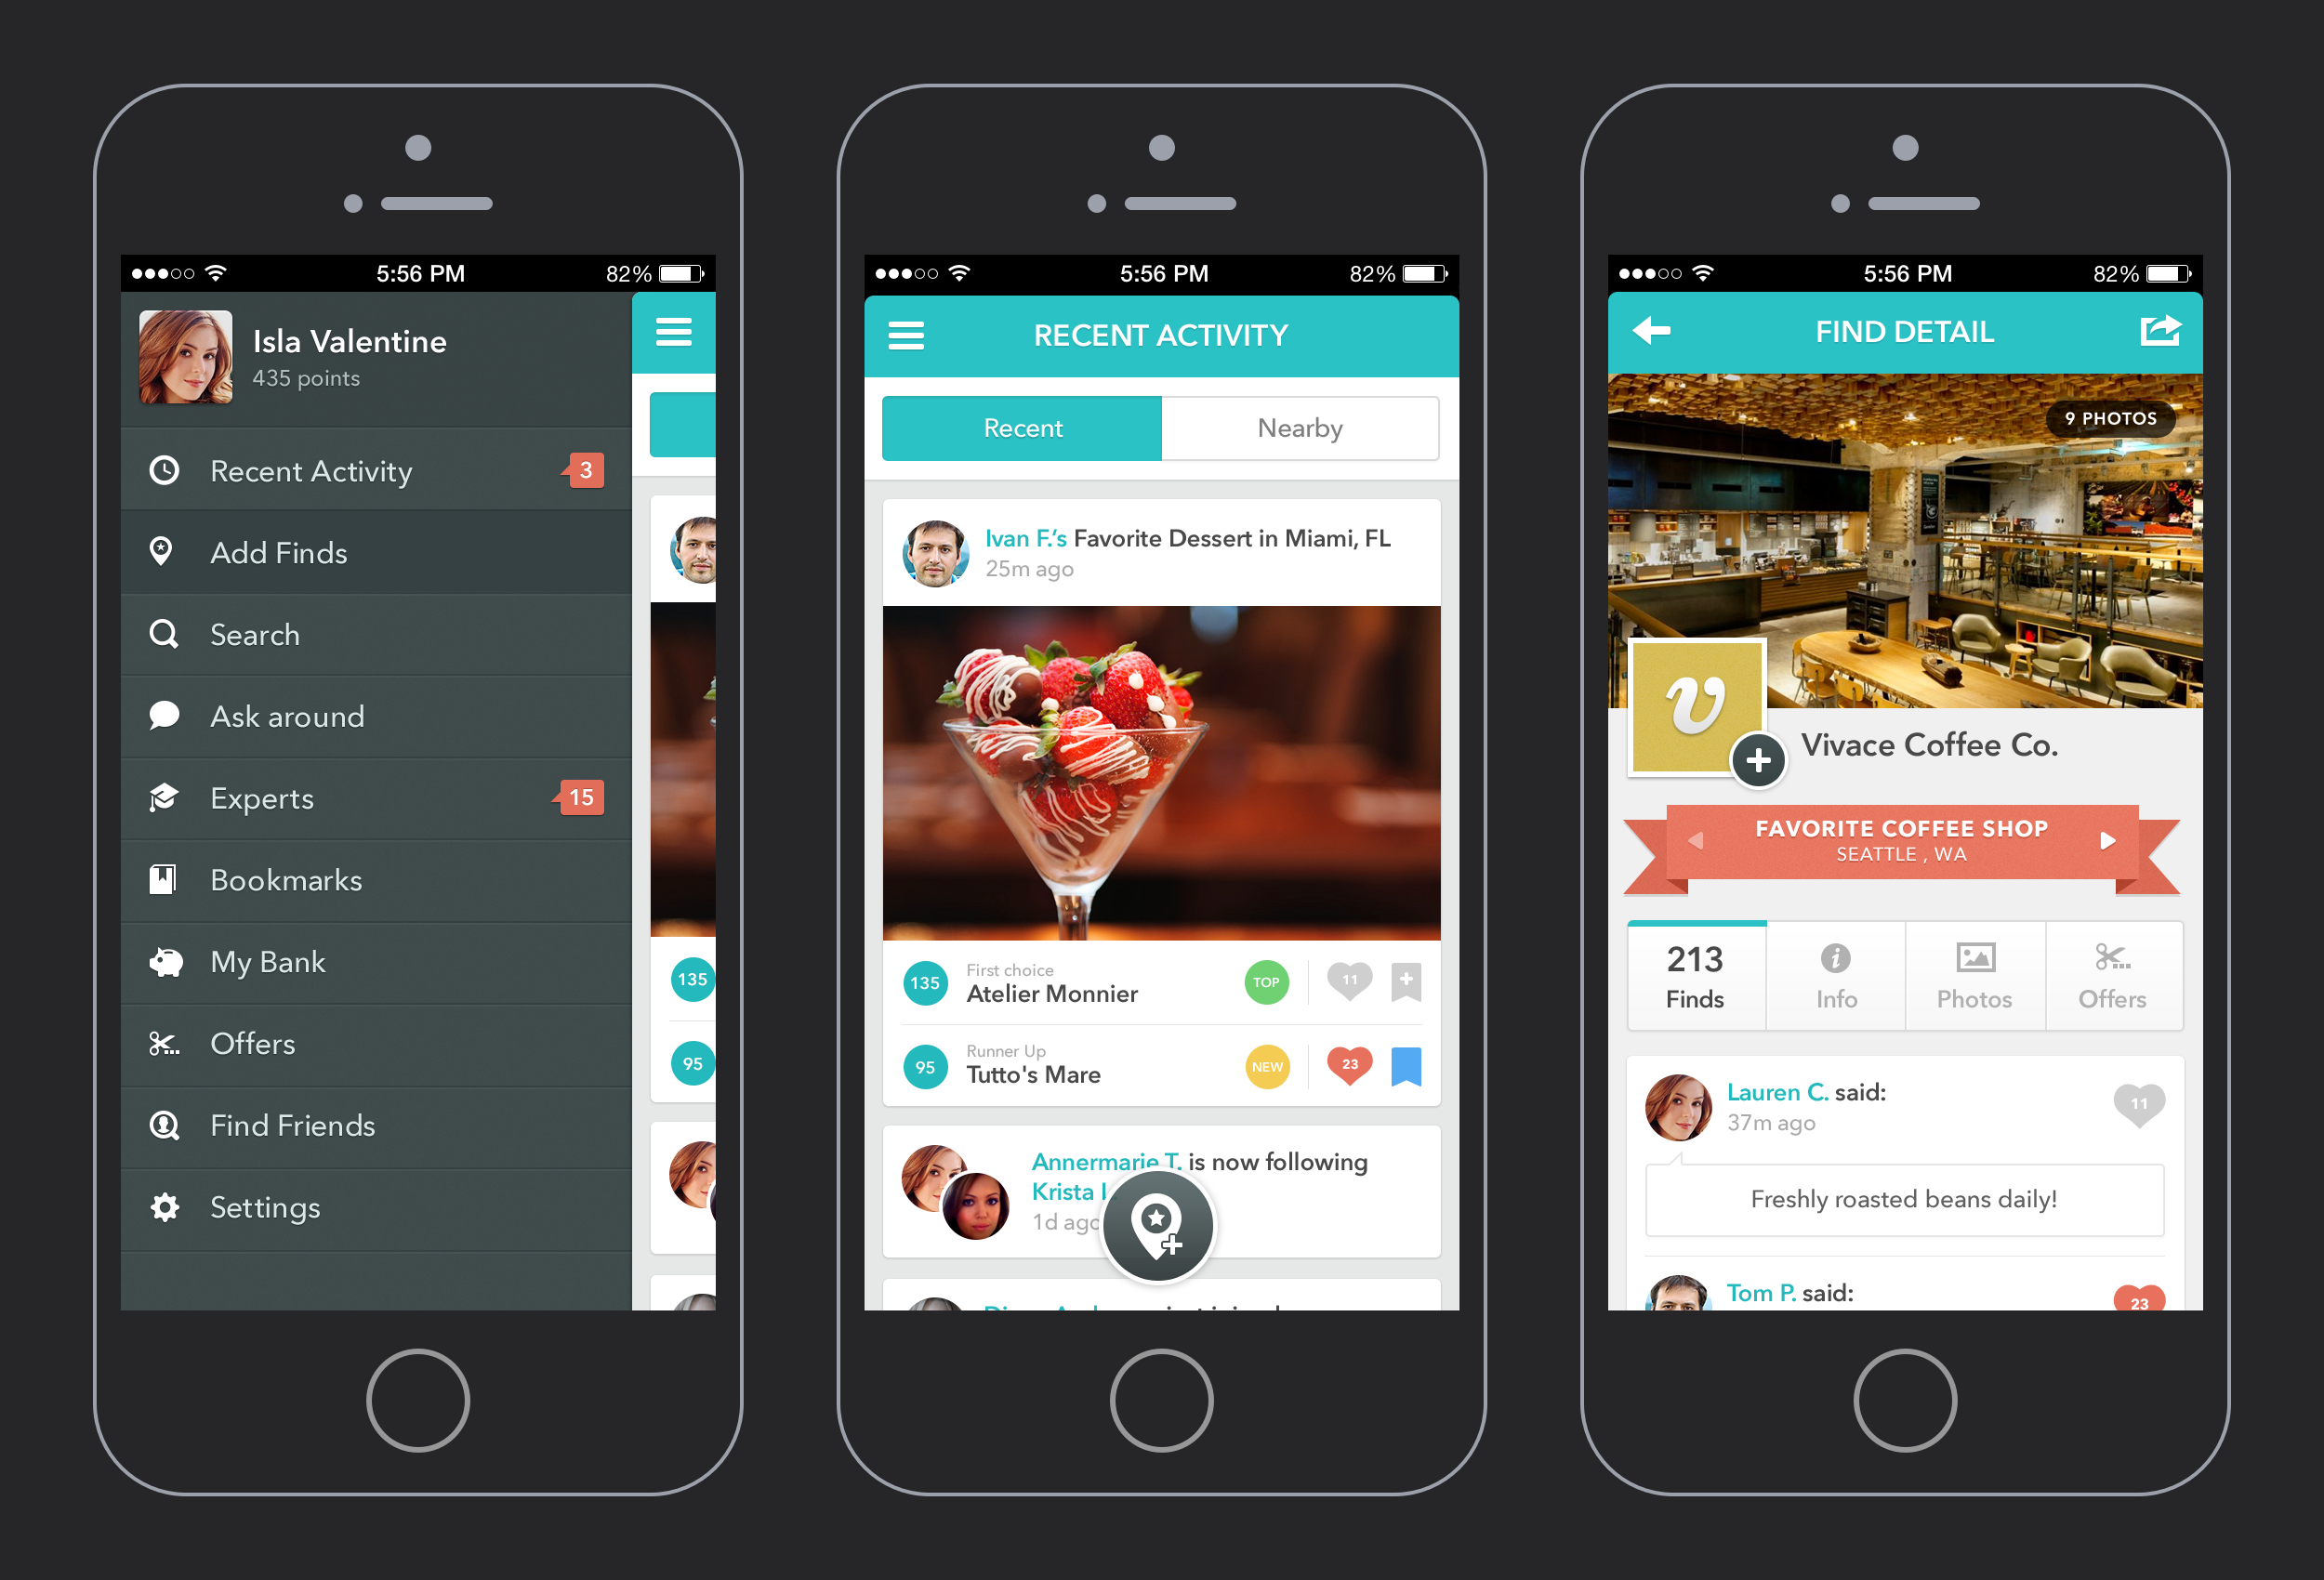 5:56 PM
82%
Isla Valentine
435 points
Recent Activity
3
Add Finds
Search
Ask around
Experts
15
Bookmarks
My Bank
Offers
Find Friends
Settings
135
95
5:56 PM
82%
RECENT ACTIVITY
Recent
Nearby
Ivan F.'s Favorite Dessert in Miami, FL
25m ago
135
First choice
Atelier Monnier
TOP
11
95
Runner Up
Tutto's Mare
NEW
23
Annermarie T. is now following
Krista
1d ago
5:56 PM
82%
FIND DETAIL
9 PHOTOS
v
Vivace Coffee Co.
FAVORITE COFFEE SHOP
SEATTLE , WA
213
Finds
Info
Photos
Offers
Lauren C. said:
37m ago
11
Freshly roasted beans daily!
Tom P. said:
23